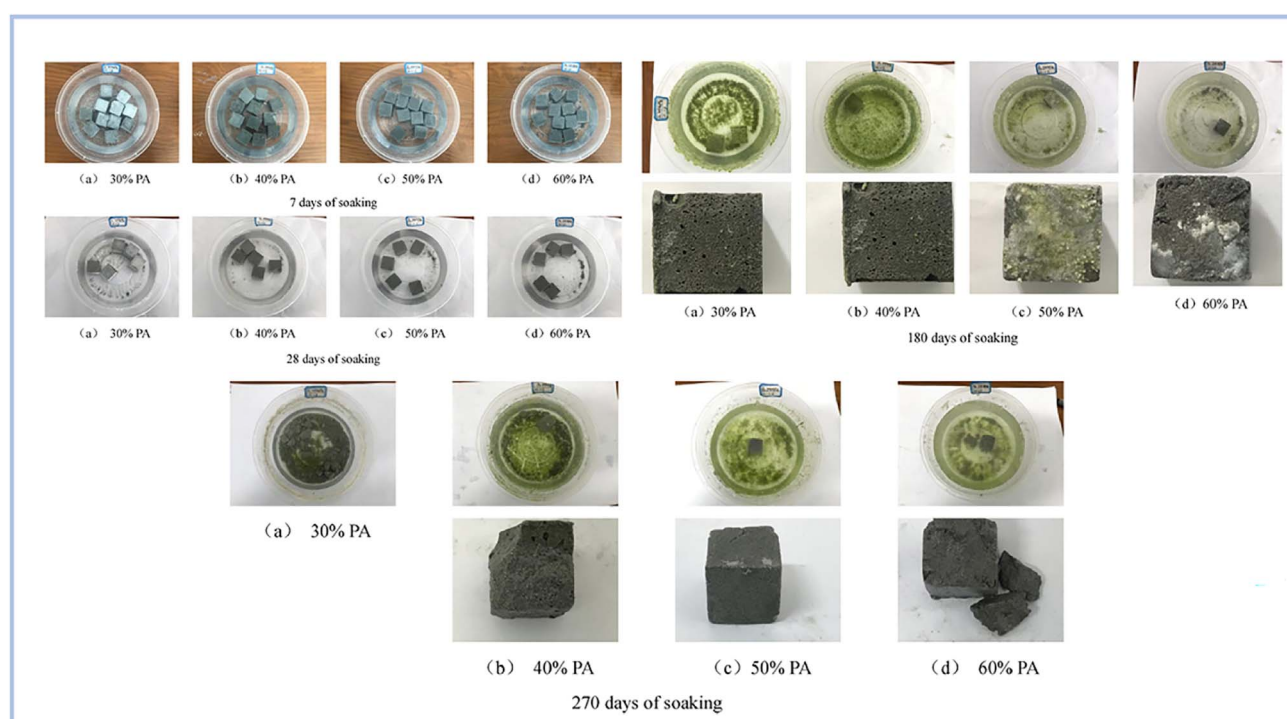 (a) 30% PA
(b) 40% PA
(c) 50% PA
(d) 60% PA
7 days of soaking
(a) 30% PA
(b) 40% PA
(c) 50% PA
(d) 60% PA
28 days of soaking
(a) 30% PA
(b) 40% PA
(c) 50% PA
(d) 60% PA
180 days of soaking
(a) 30% PA
(b) 40% PA
(c) 50% PA
(d) 60% PA
270 days of soaking